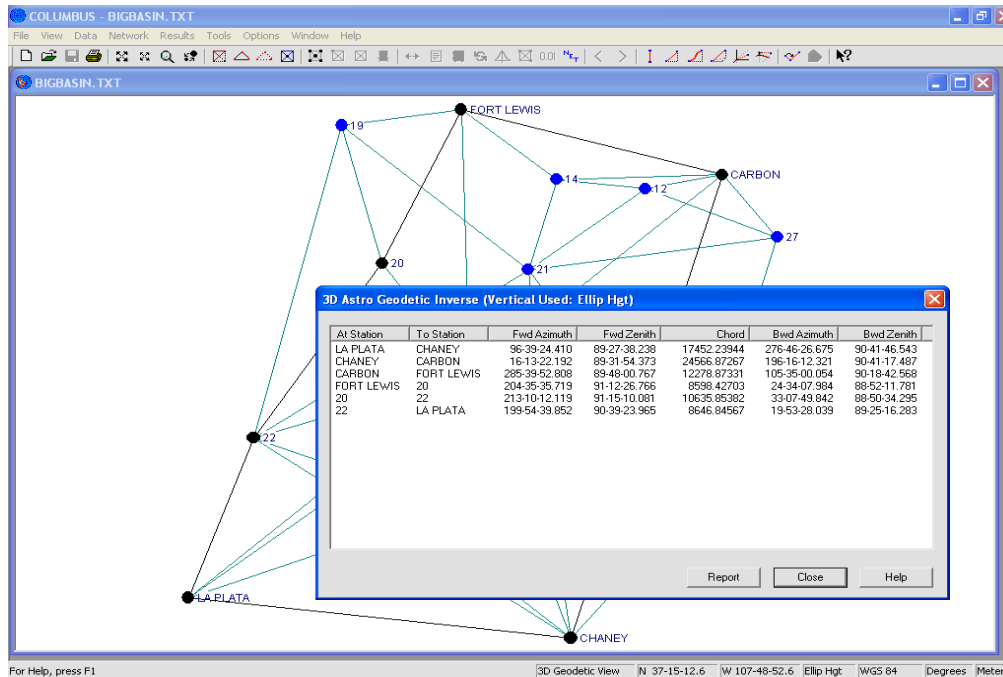 COLUMBUS - BIGBASIN.TXT
File View Data Network Results Tools Options Window Help
0.01
BIGBASIN.TXT
FORT LEWIS
19
CARBON
14
12
27
20
21
3D Astro Geodetic Inverse (Vertical Used: Ellip Hgt)
At Station To Station Fwd Azimuth Fwd Zenith Chord Bwd Azimuth Bwd Zenith
LA PLATA CHANEY 96-39-24.410 89-27-38.238 17452.23944 276-46-26.675 90-41-46.543
CHANEY CARBON 16-13-22.192 89-31-54.373 24566.87267 196-16-12.321 90-41-17.487
CARBON FORT LEWIS 285-39-52.808 89-48-00.767 12278.87331 105-35-00.054 90-18-42.568
FORT LEWIS 20 204-35-35.719 91-12-26.766 8598.42703 24-34-07.984 88-52-11.781
20 22 213-10-12.119 91-15-10.081 10635.85382 33-07-49.842 88-50-34.295
22 LA PLATA 199-54-39.852 90-39-23.965 8646.84567 19-53-28.039 89-25-16.283
22
Report Close Help
LA PLATA
CHANEY
For Help, press F1 3D Geodetic View N 37-15-12.6 W 107-48-52.6 Ellip Hgt WGS 84 Degrees Meter